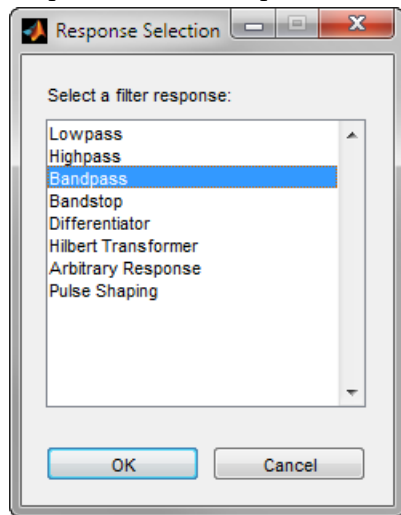 Response Selection
Select a filter response:
Lowpass
Highpass
Bandpass
Bandstop
Differentiator
Hilbert Transformer
Arbitrary Response
Pulse Shaping
OK
Cancel